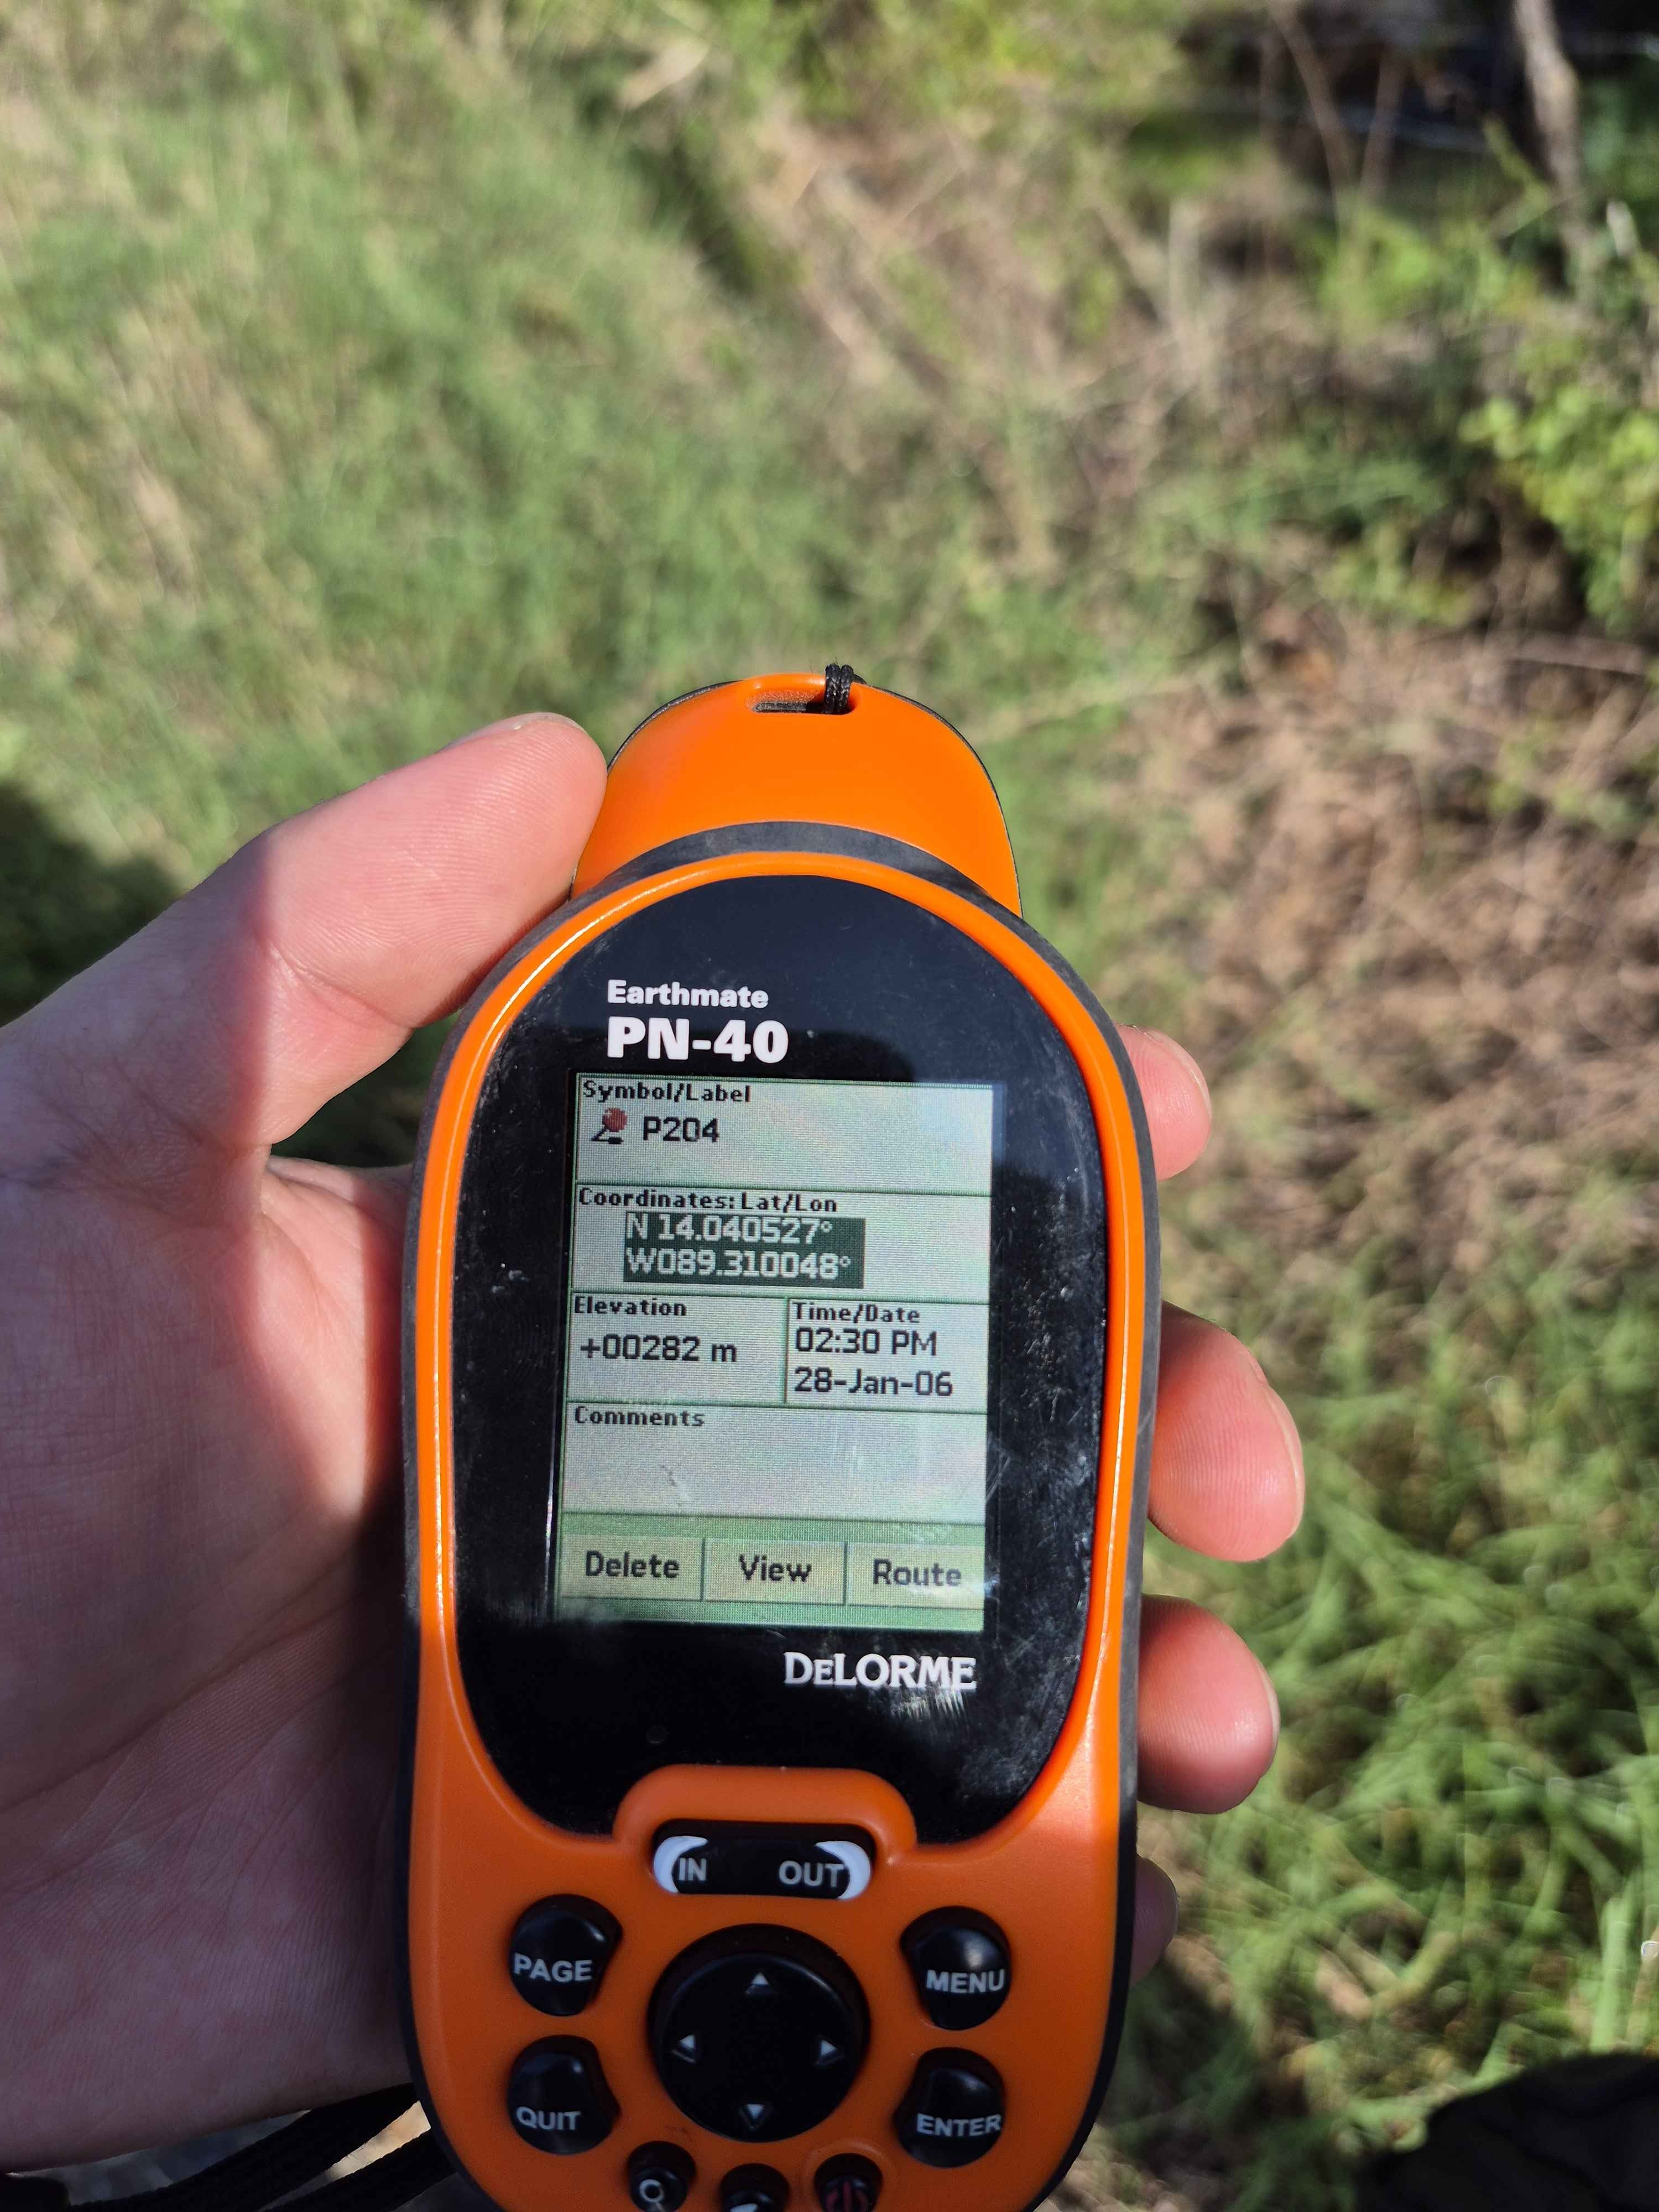 Earthmate
PN-40
Symbol/Label
P204
Coordinates: Lat/Lon
N 14.040527°
W089.310048°
Elevation
+00282 m
Time/Date
02:30 PM
28-Jan-06
Comments
Delete View Route
DELORME
IN OUT
PAGE MENU
QUIT ENTER